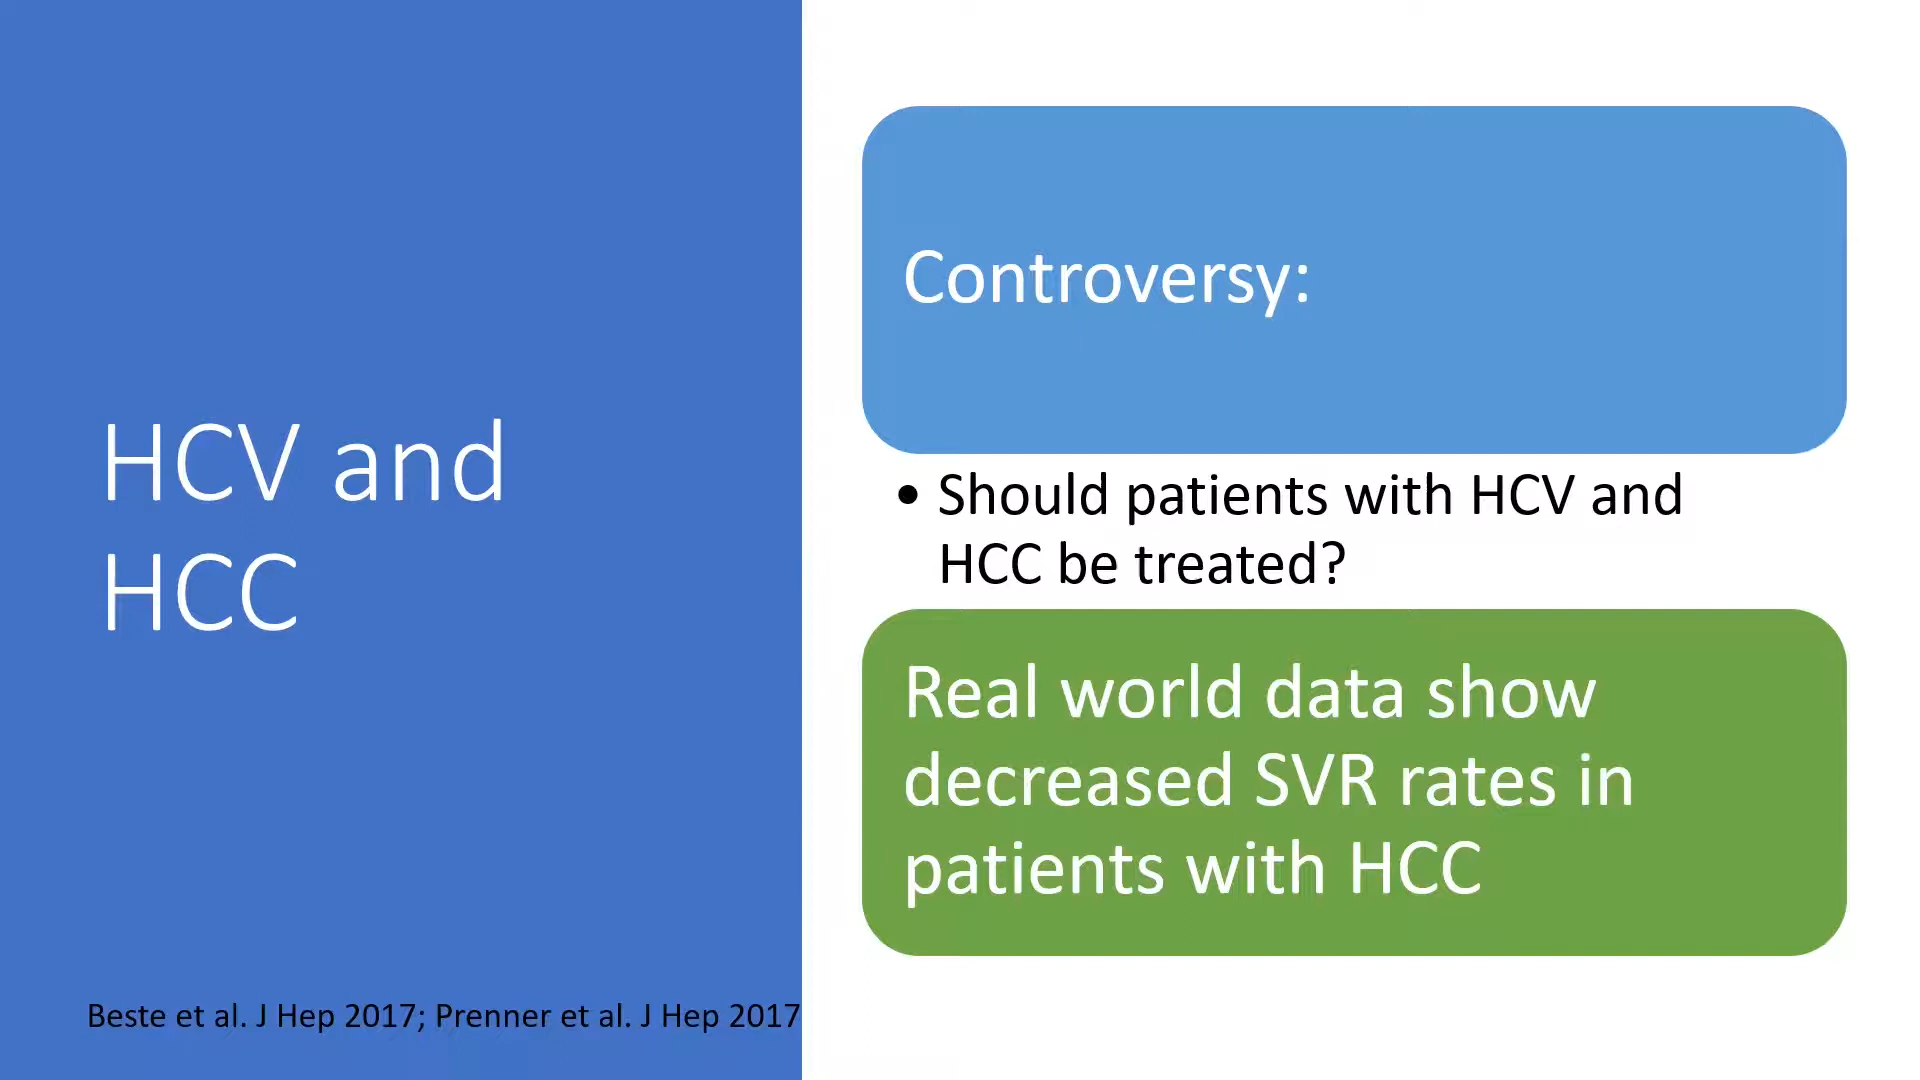 HCV and
HCC
Controversy:
• Should patients with HCV and
HCC be treated?
Real world data show
decreased SVR rates in
patients with HCC
Beste et al. J Hep 2017; Prenner et al. J Hep 2017